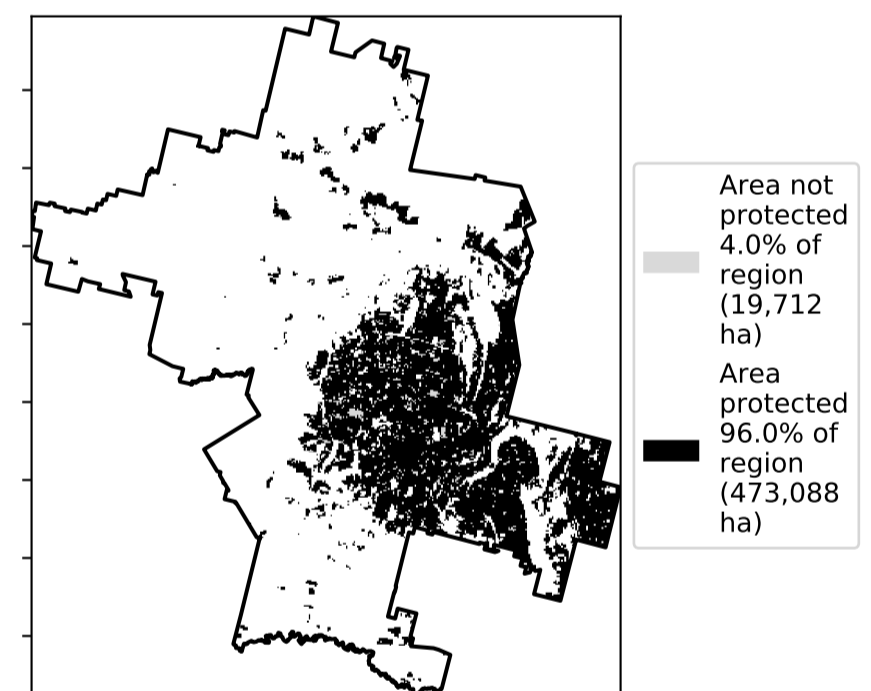 Area not
protected
4.0% of
region
(19,712
ha)
Area
protected
96.0% of
region
(473,088
ha)